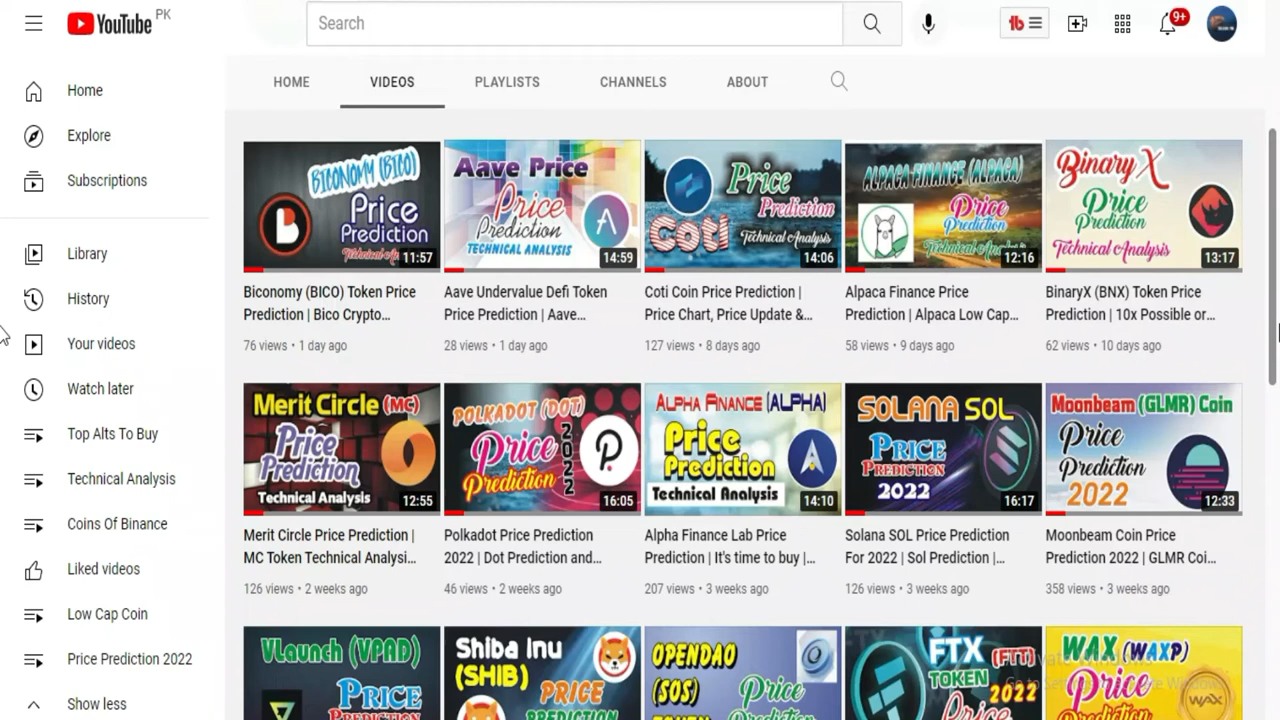 YouTube PK
Search
9+
HOME
VIDEOS
PLAYLISTS
CHANNELS
ABOUT
Home
Explore
Subscriptions
Library
History
Your videos
Watch later
Top Alts To Buy
Technical Analysis
Coins Of Binance
Liked videos
Low Cap Coin
Price Prediction 2022
Show less
BICONOMY (BICO)
Price
Prediction
11:57
Biconomy (BICO) Token Price
Prediction | Bico Crypto...
76 views • 1 day ago
Aave Price
Price
Prediction
TECHNICAL ANALYSIS
14:59
Aave Undervalue Defi Token
Price Prediction | Aave...
28 views • 1 day ago
Price
Prediction
Coti
Technical Analysis
14:06
Coti Coin Price Prediction |
Price Chart, Price Update &...
127 views • 8 days ago
ALPACA FINANCE (ALPACA)
Price
Prediction
12:16
Alpaca Finance Price
Prediction | Alpaca Low Cap...
58 views • 9 days ago
Binary X
Price
Prediction
Technical Analysis
13:17
BinaryX (BNX) Token Price
Prediction | 10x Possible or...
62 views • 10 days ago
Merit Circle (MC)
Price
Prediction
Technical Analysis
12:55
Merit Circle Price Prediction |
MC Token Technical Analysi...
126 views • 2 weeks ago
POLKADOT (DOT)
Price
Prediction
2022
16:05
Polkadot Price Prediction
2022 | Dot Prediction and...
46 views • 2 weeks ago
ALPHA FINANCE (ALPHA)
Price
Prediction
Technical Analysis
14:10
Alpha Finance Lab Price
Prediction | It's time to buy |...
207 views • 3 weeks ago
SOLANA SOL
PRICE
PREDICTION
2022
16:17
Solana SOL Price Prediction
For 2022 | Sol Prediction |...
126 views • 3 weeks ago
Moonbeam (GLMR) Coin
Price
Prediction
2022
12:33
Moonbeam Coin Price
Prediction 2022 | GLMR Coi...
358 views • 3 weeks ago
VLaunch (VPAD)
PRICE
PREDICTION
Shiba Inu
(SHIB)
PRICE
PREDICTION
OPENDAO
(SOS)
TOKEN
Price
Prediction
FTX
TOKEN
(FTT)
2022
Price
WAX (WAXP)
Price
Prediction
WAX